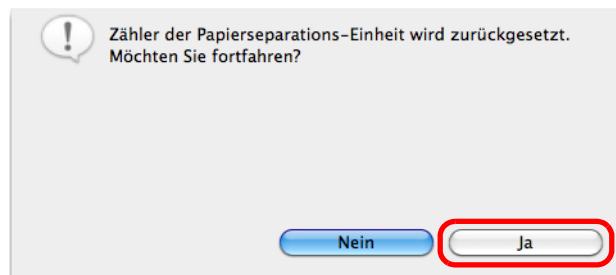 Zähler der Papierseparations-Einheit wird zurückgesetzt.
Möchten Sie fortfahren?
Nein
Ja